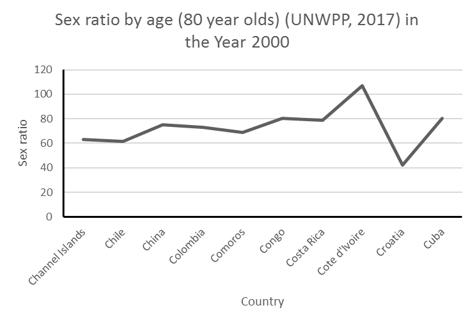 Sex ratio by age (80 year olds) (UNWPP, 2017) in
the Year 2000
120
100
80
60
40
20
0
Sex ratio
Channel Islands
Chile
China
Colombia
Comoros
Congo
Costa Rica
Cote d'Ivoire
Croatia
Cuba
Country